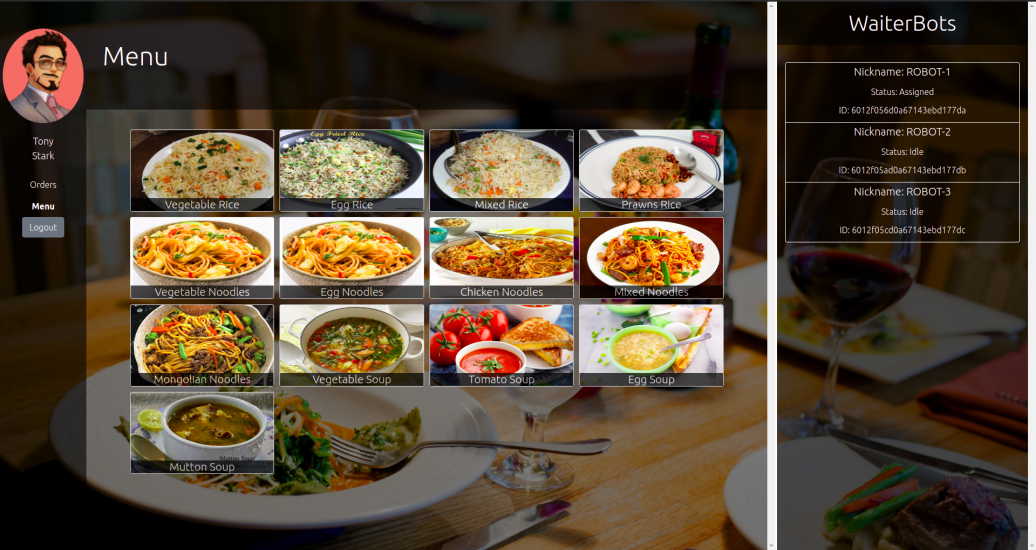 Menu
Tony
Stark
Orders
Menu
Logout
Vegetable Rice
Egg Fried Rice
Egg Rice
Mixed Rice
Prawns Rice
Vegetable Noodles
Egg Noodles
Chicken Noodles
Mixed Noodles
Mongolian Noodles
Vegetable Soup
Tomato Soup
Egg Soup
Mutton Soup
Mutton Soup
WaiterBots
Nickname: ROBOT-1
Status: Assigned
ID: 6012f056d0a67143ebd177da
Nickname: ROBOT-2
Status: Idle
ID: 6012f05ad0a67143ebd177db
Nickname: ROBOT-3
Status: Idle
ID: 6012f05cd0a67143ebd177dc